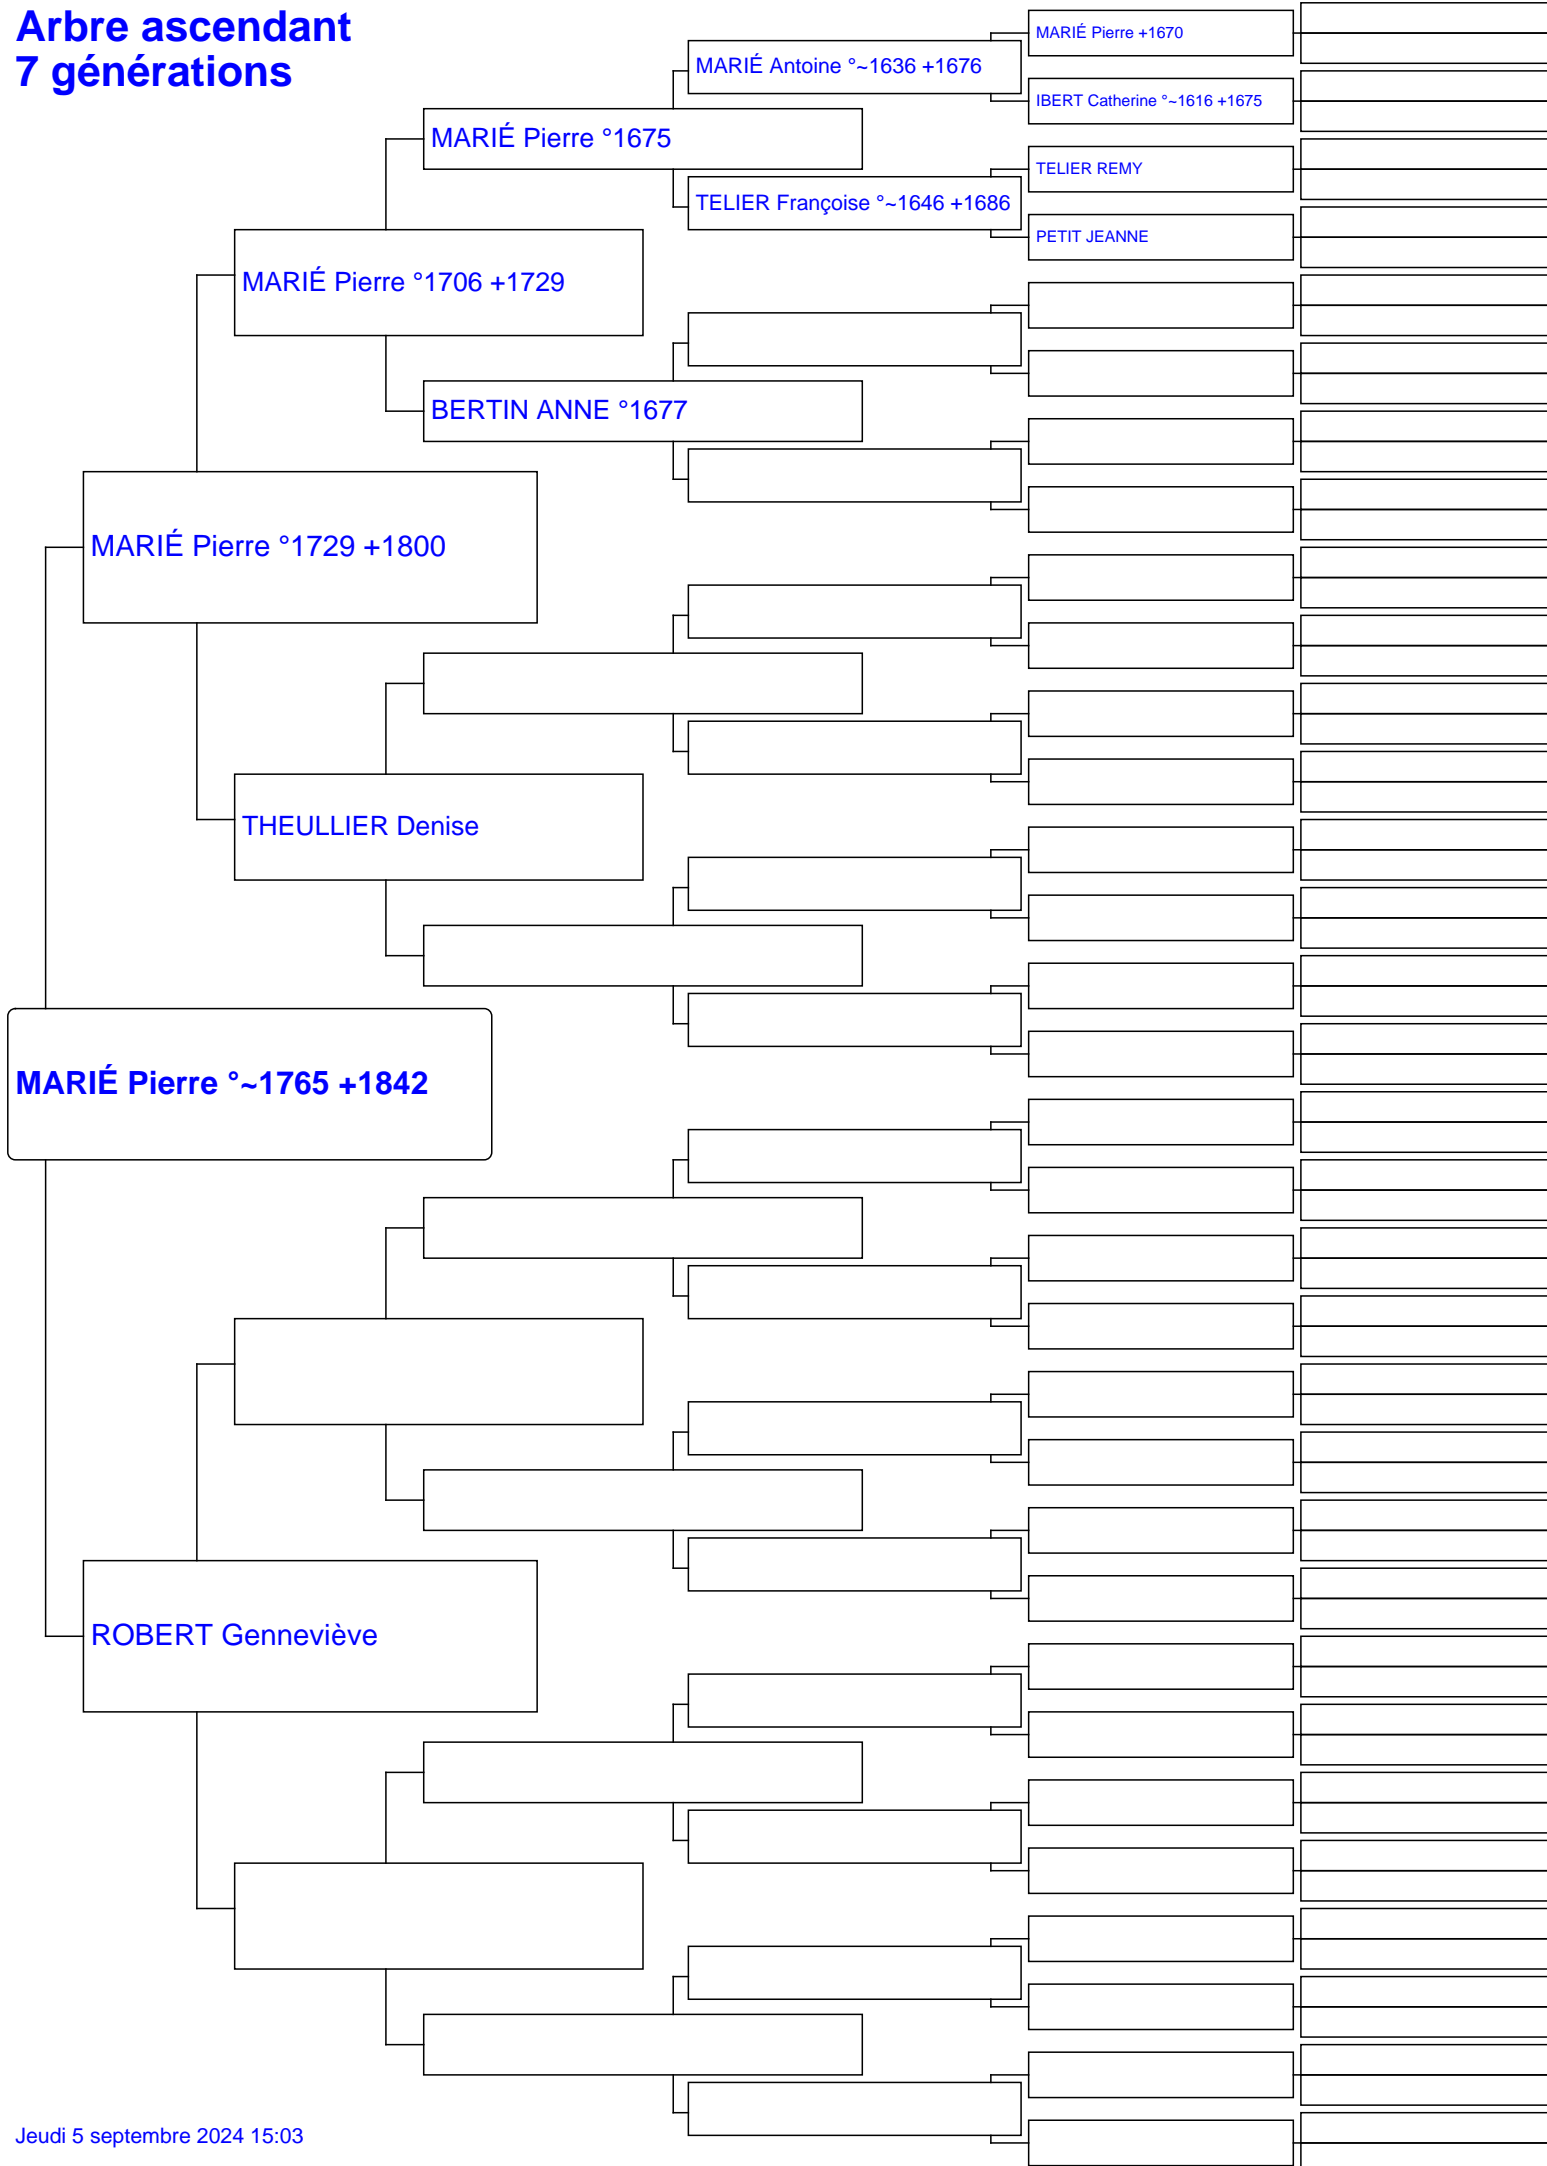 Arbre ascendant
7 générations
MARIÉ Pierre +1670
MARIÉ Antoine °~1636 +1676
IBERT Catherine °~1616 +1675
MARIÉ Pierre °1675
TELIER REMY
TELIER Françoise °~1646 +1686
PETIT JEANNE
MARIÉ Pierre °1706 +1729
BERTIN ANNE °1677
MARIÉ Pierre °1729 +1800
THEULLIER Denise
MARIÉ Pierre °~1765 +1842
ROBERT Genneviève
Jeudi 5 septembre 2024 15:03